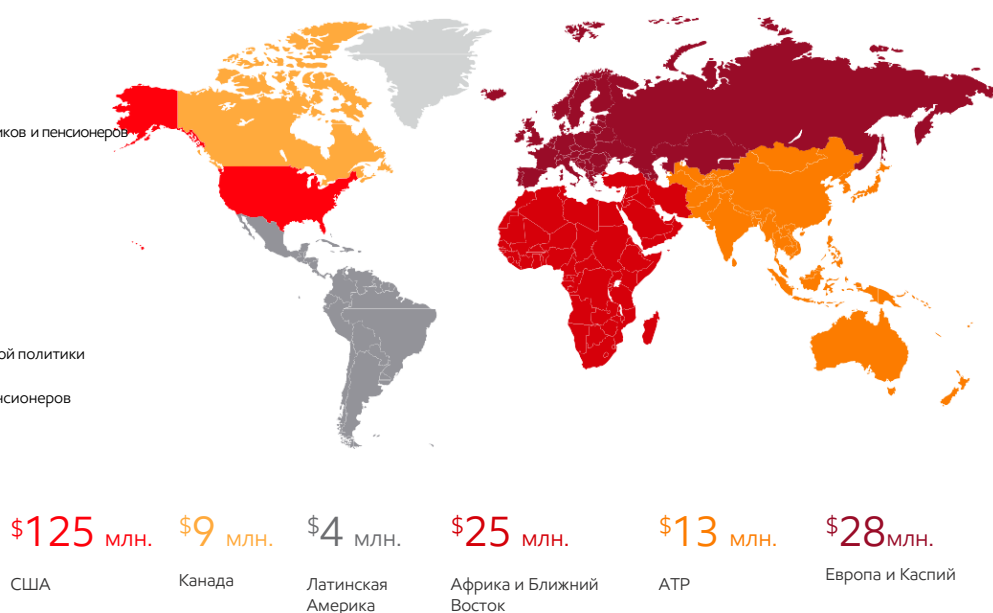 иков и пенсионеров
ой политики
нсионеров
$125 млн.
США
$9 млн.
Канада
$4 млн.
Латинская
Америка
$25 млн.
Африка и Ближний
Восток
$13 млн.
АТР
$28млн.
Европа и Каспий